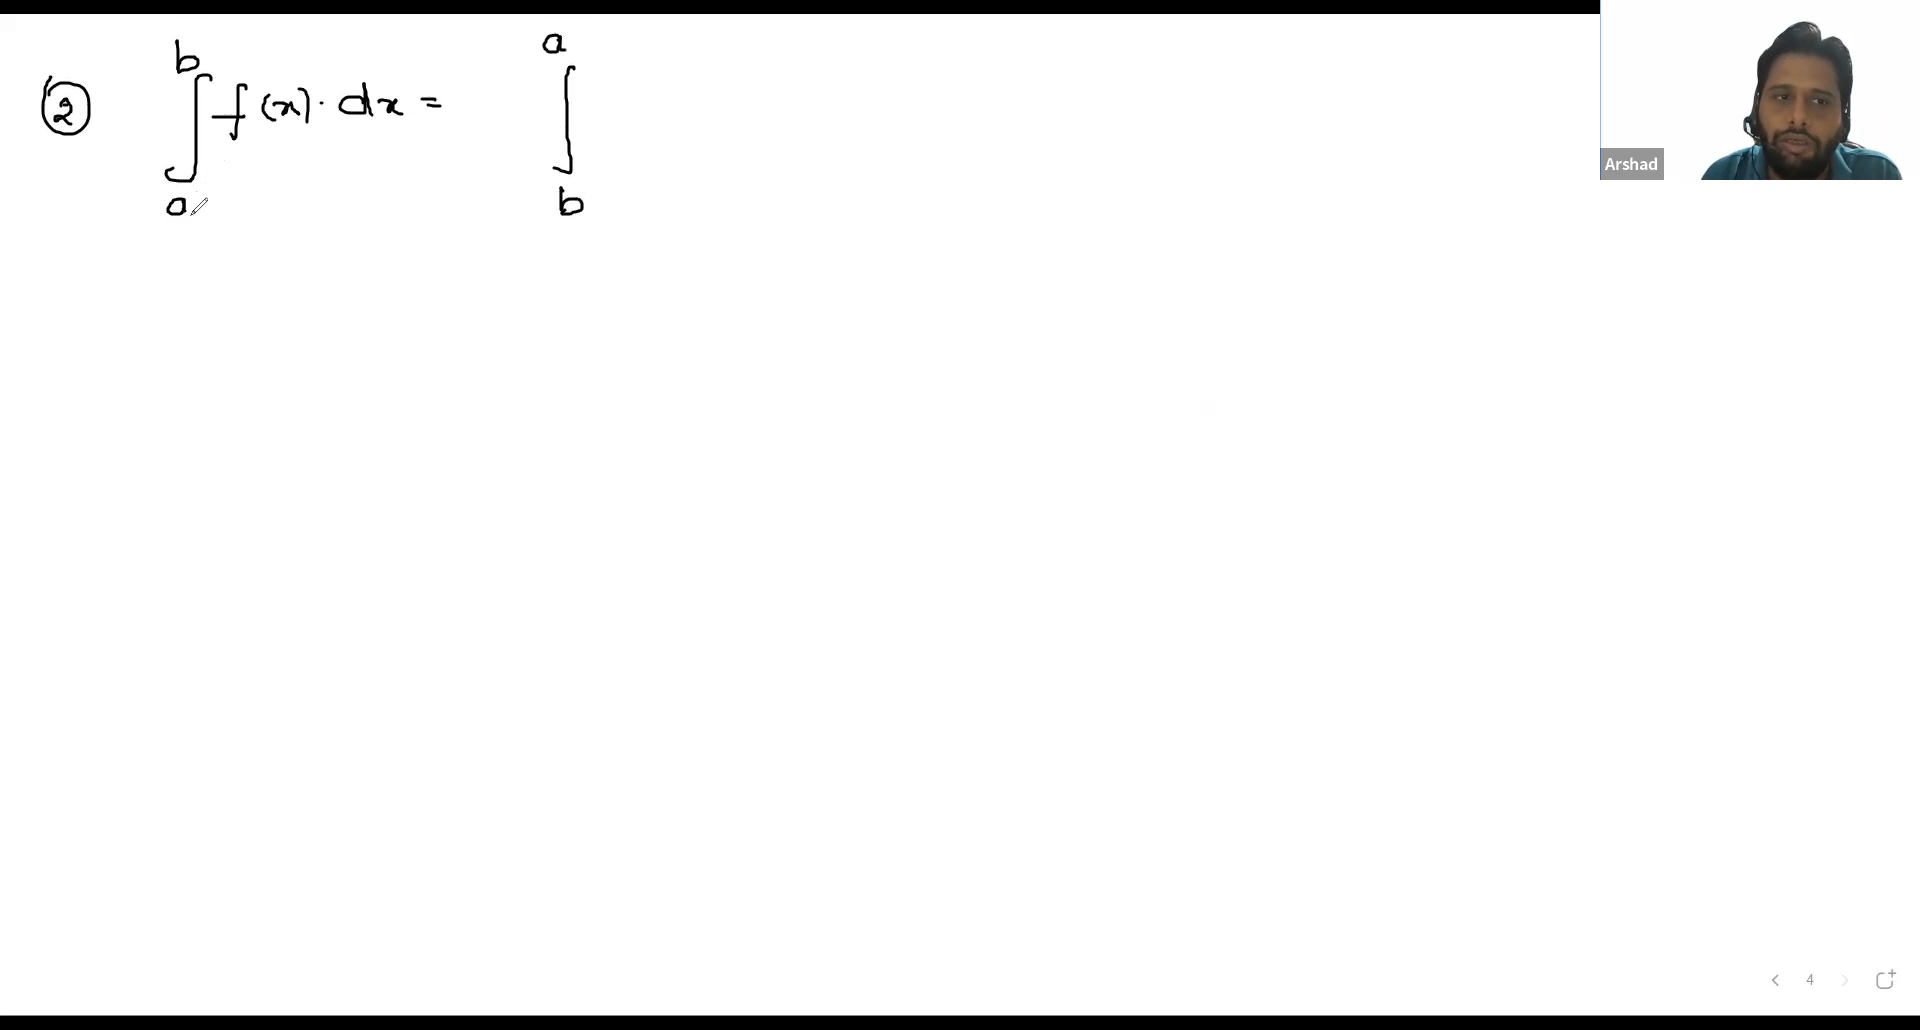 ② ∫_a^b f(x) · dx = ∫_b^a
Arshad
4